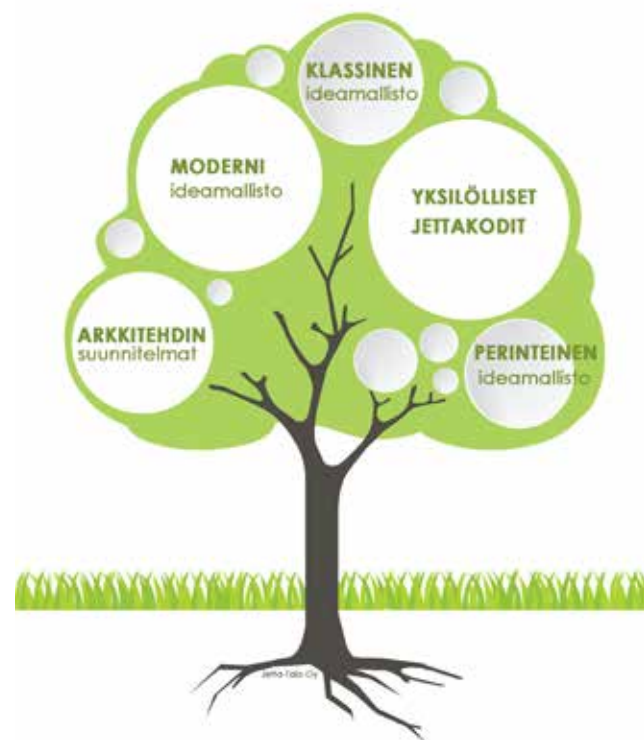 KLASSINEN
ideamallisto
MODERNI
ideamallisto
YKSILÖLLISET
JETTAKODIT
ARKKITEHDIN
suunnitelmat
PERINTEINEN
ideamallisto
Jetta-Talo Oy